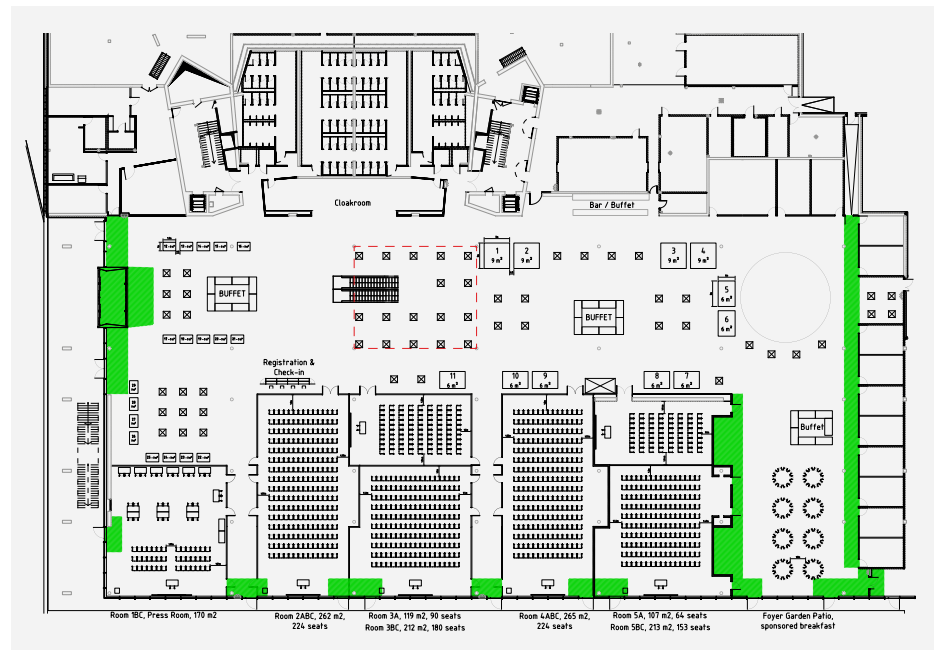 Cloakroom
Bar / Buffet
1
9 m²
2
9 m²
3
9 m²
4
9 m²
BUFFET
BUFFET
5
6 m²
6
6 m²
Registration &
Check-in
11
6 m²
10
6 m²
9
6 m²
8
6 m²
7
6 m²
Buffet
Room 1BC, Press Room, 170 m2
Room 2ABC, 262 m2,
224 seats
Room 3A, 119 m2, 90 seats
Room 3BC, 212 m2, 180 seats
Room 4ABC, 265 m2,
224 seats
Room 5A, 107 m2, 64 seats
Room 5BC, 213 m2, 153 seats
Foyer Garden Patio,
sponsored breakfast